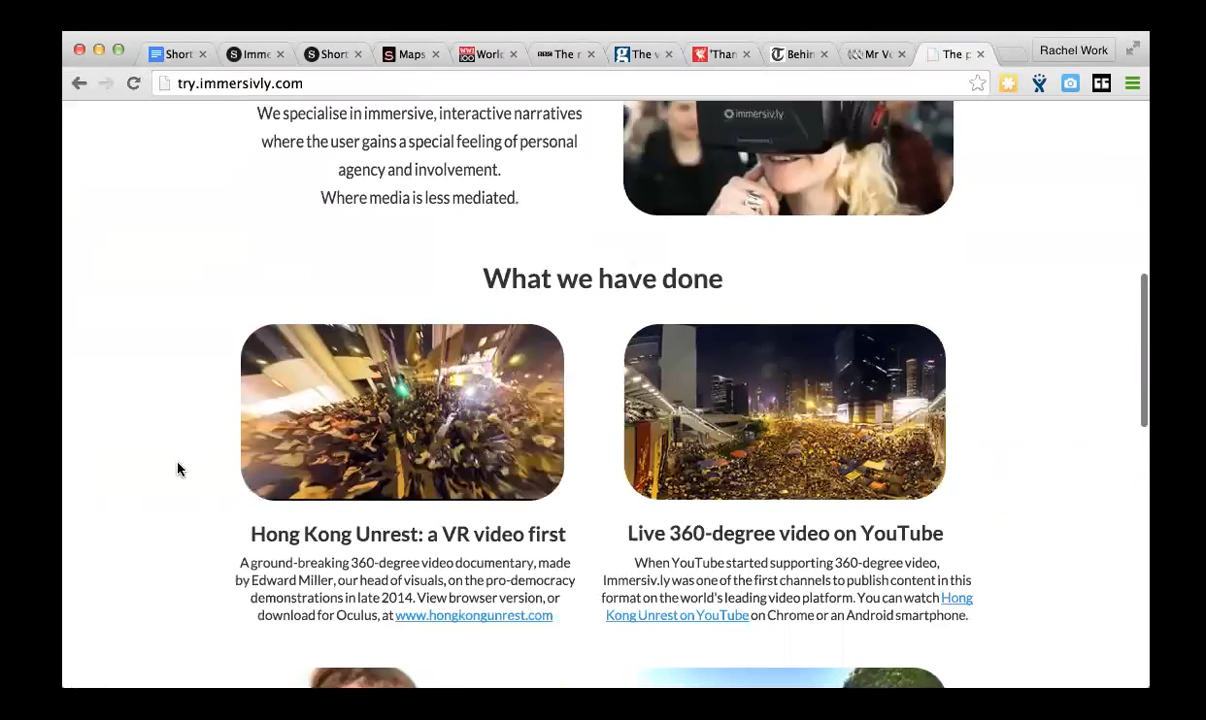 Short
Imme
Short
Maps
World
BBC The r
The v
'Than
Behin
Mr Ve
The p
Rachel Work
try.immersivly.com
We specialise in immersive, interactive narratives
where the user gains a special feeling of personal
agency and involvement.
Where media is less mediated.
immersiv.ly
What we have done
Hong Kong Unrest: a VR video first
A ground-breaking 360-degree video documentary, made
by Edward Miller, our head of visuals, on the pro-democracy
demonstrations in late 2014. View browser version, or
download for Oculus, at www.hongkongunrest.com
Live 360-degree video on YouTube
When YouTube started supporting 360-degree video,
Immersiv.ly was one of the first channels to publish content in this
format on the world's leading video platform. You can watch Hong
Kong Unrest on YouTube on Chrome or an Android smartphone.